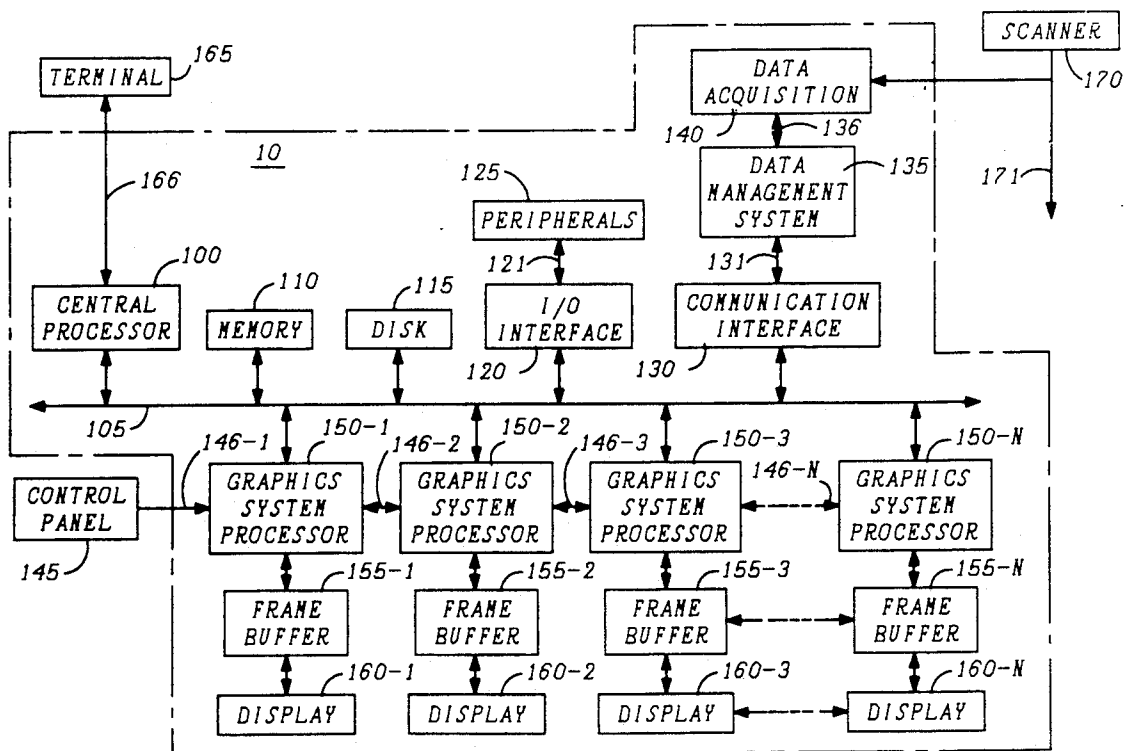 SCANNER
170
171
TERMINAL
165
166
10
DATA
ACQUISITION
140
136
DATA
MANAGEMENT
SYSTEM
135
125
PERIPHERALS
121
131
100
CENTRAL
PROCESSOR
110
MEMORY
115
DISK
I/O
INTERFACE
120
COMMUNICATION
INTERFACE
130
105
146-1
150-1
146-2
150-2
146-3
150-3
146-N
150-N
CONTROL
PANEL
145
GRAPHICS
SYSTEM
PROCESSOR
GRAPHICS
SYSTEM
PROCESSOR
GRAPHICS
SYSTEM
PROCESSOR
GRAPHICS
SYSTEM
PROCESSOR
155-1
155-2
155-3
155-N
FRAME
BUFFER
FRAME
BUFFER
FRAME
BUFFER
FRAME
BUFFER
160-1
160-2
160-3
160-N
DISPLAY
DISPLAY
DISPLAY
DISPLAY